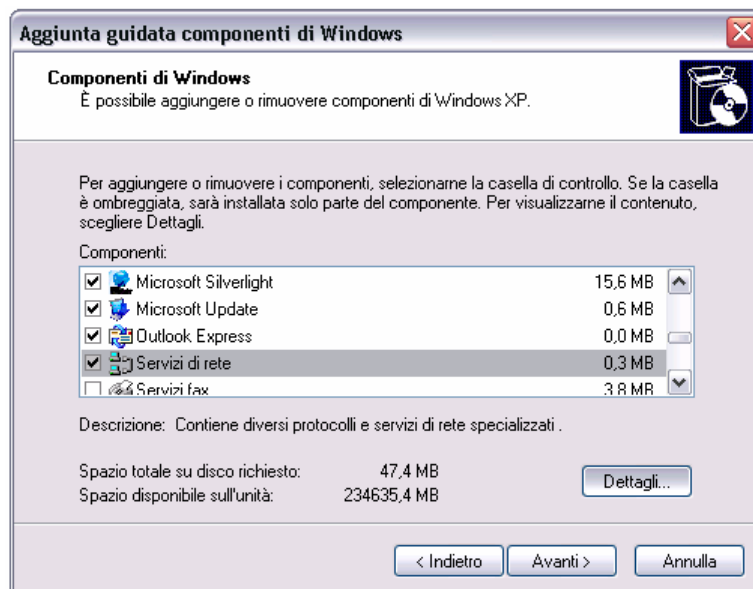 Aggiunta guidata componenti di Windows
Componenti di Windows
È possibile aggiungere o rimuovere componenti di Windows XP.
Per aggiungere o rimuovere i componenti, selezionarne la casella di controllo. Se la casella
è ombreggiata, sarà installata solo parte del componente. Per visualizzarne il contenuto,
scegliere Dettagli.
Componenti:
Microsoft Silverlight 15,6 MB
Microsoft Update 0,6 MB
Outlook Express 0,0 MB
Servizi di rete 0,3 MB
Servizi fax 3,8 MB
Descrizione: Contiene diversi protocolli e servizi di rete specializzati .
Spazio totale su disco richiesto: 47,4 MB
Spazio disponibile sull'unità: 234635,4 MB
Dettagli...
< Indietro Avanti > Annulla